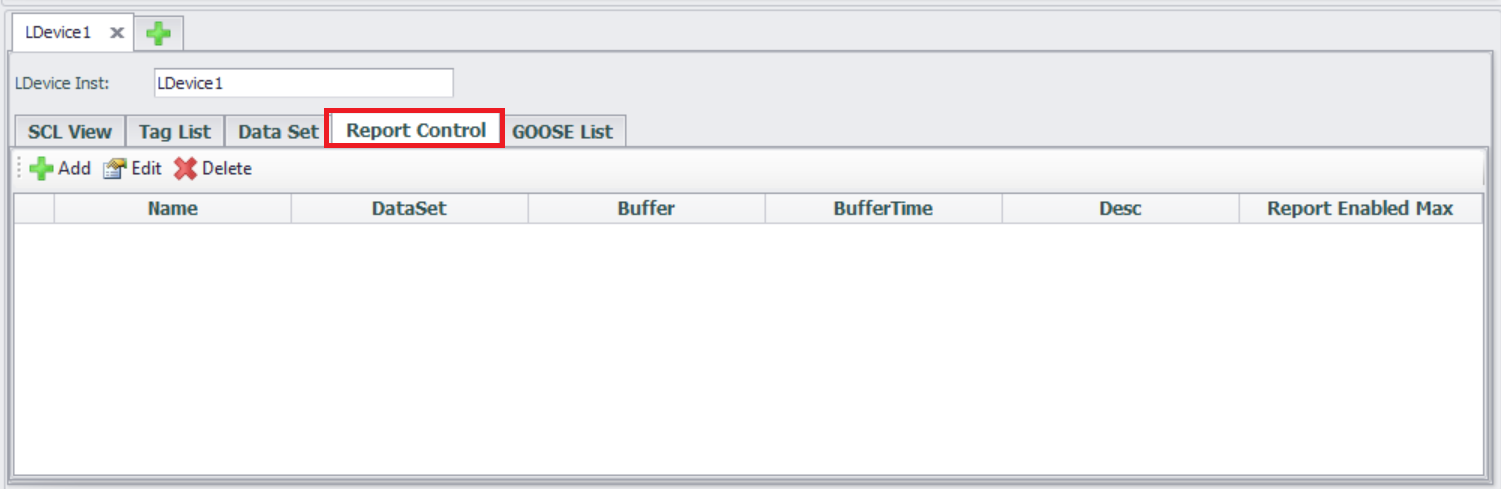 LDevice1
LDevice Inst: LDevice1
SCL View Tag List Data Set Report Control GOOSE List
Add Edit Delete
Name DataSet Buffer BufferTime Desc Report Enabled Max